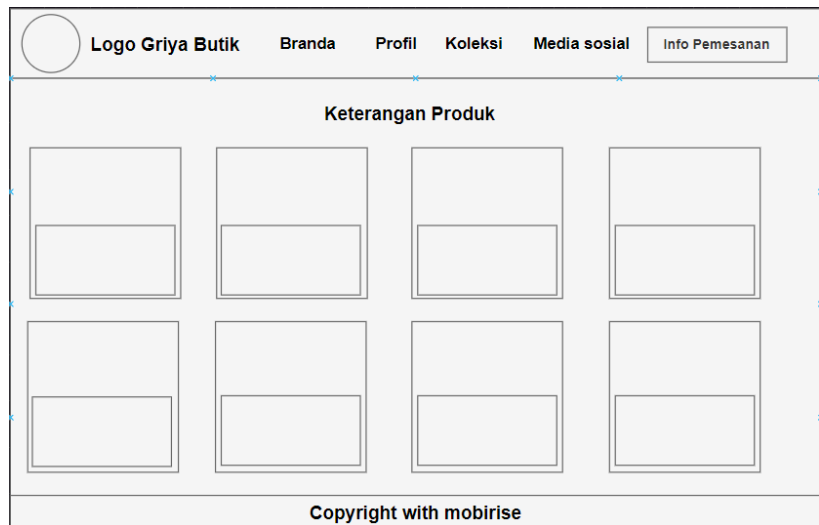 Logo Griya Butik Branda Profil Koleksi Media sosial Info Pemesanan
Keterangan Produk
Copyright with mobirise